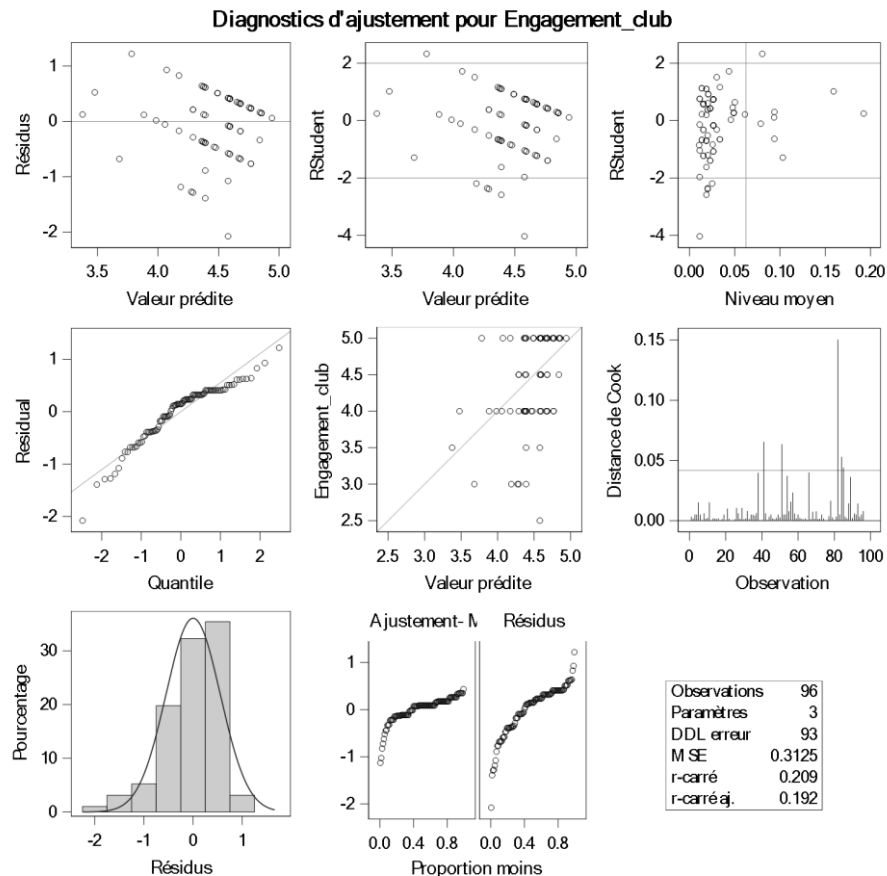 Diagnostics d'ajustement pour Engagement_club
Résidus
1
0
-1
-2
3.5 4.0 4.5 5.0
Valeur prédite
RStudent
2
0
-2
-4
3.5 4.0 4.5 5.0
Valeur prédite
RStudent
2
0
-2
-4
0.00 0.05 0.10 0.15 0.20
Niveau moyen
Residual
1
0
-1
-2
-2 -1 0 1 2
Quantile
Engagement_club
5.0
4.5
4.0
3.5
3.0
2.5
2.5 3.0 3.5 4.0 4.5 5.0
Valeur prédite
Distance de Cook
0.15
0.10
0.05
0.00
0 20 40 60 80 100
Observation
Pourcentage
30
20
10
0
-2 -1 0 1
Résidus
Ajustement- M
Résidus
1
0
-1
-2
0.0 0.4 0.8 0.0 0.4 0.8
Proportion moins
Observations 96
Paramètres 3
DDL erreur 93
MSE 0.3125
r-carré 0.209
r-carré aj. 0.192